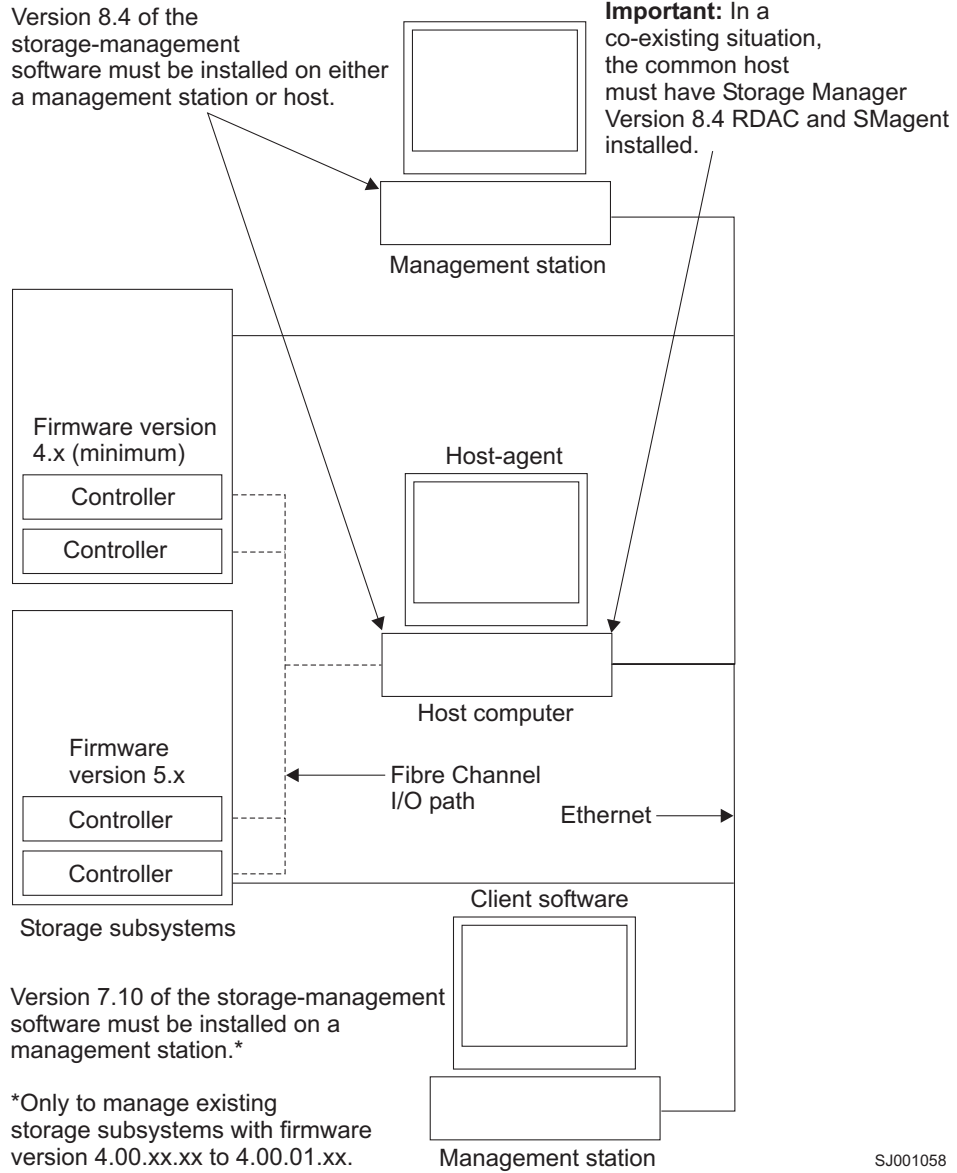 Version 8.4 of the
storage-management
software must be installed on either
a management station or host.
Important: In a
co-existing situation,
the common host
must have Storage Manager
Version 8.4 RDAC and SMagent
installed.
Management station
Firmware version
4.x (minimum)
Controller
Controller
Host-agent
Host computer
Firmware
version 5.x
Controller
Controller
Fibre Channel
I/O path
Ethernet
Storage subsystems
Client software
Version 7.10 of the storage-management
software must be installed on a
management station.*
*Only to manage existing
storage subsystems with firmware
version 4.00.xx.xx to 4.00.01.xx.
Management station
SJ001058